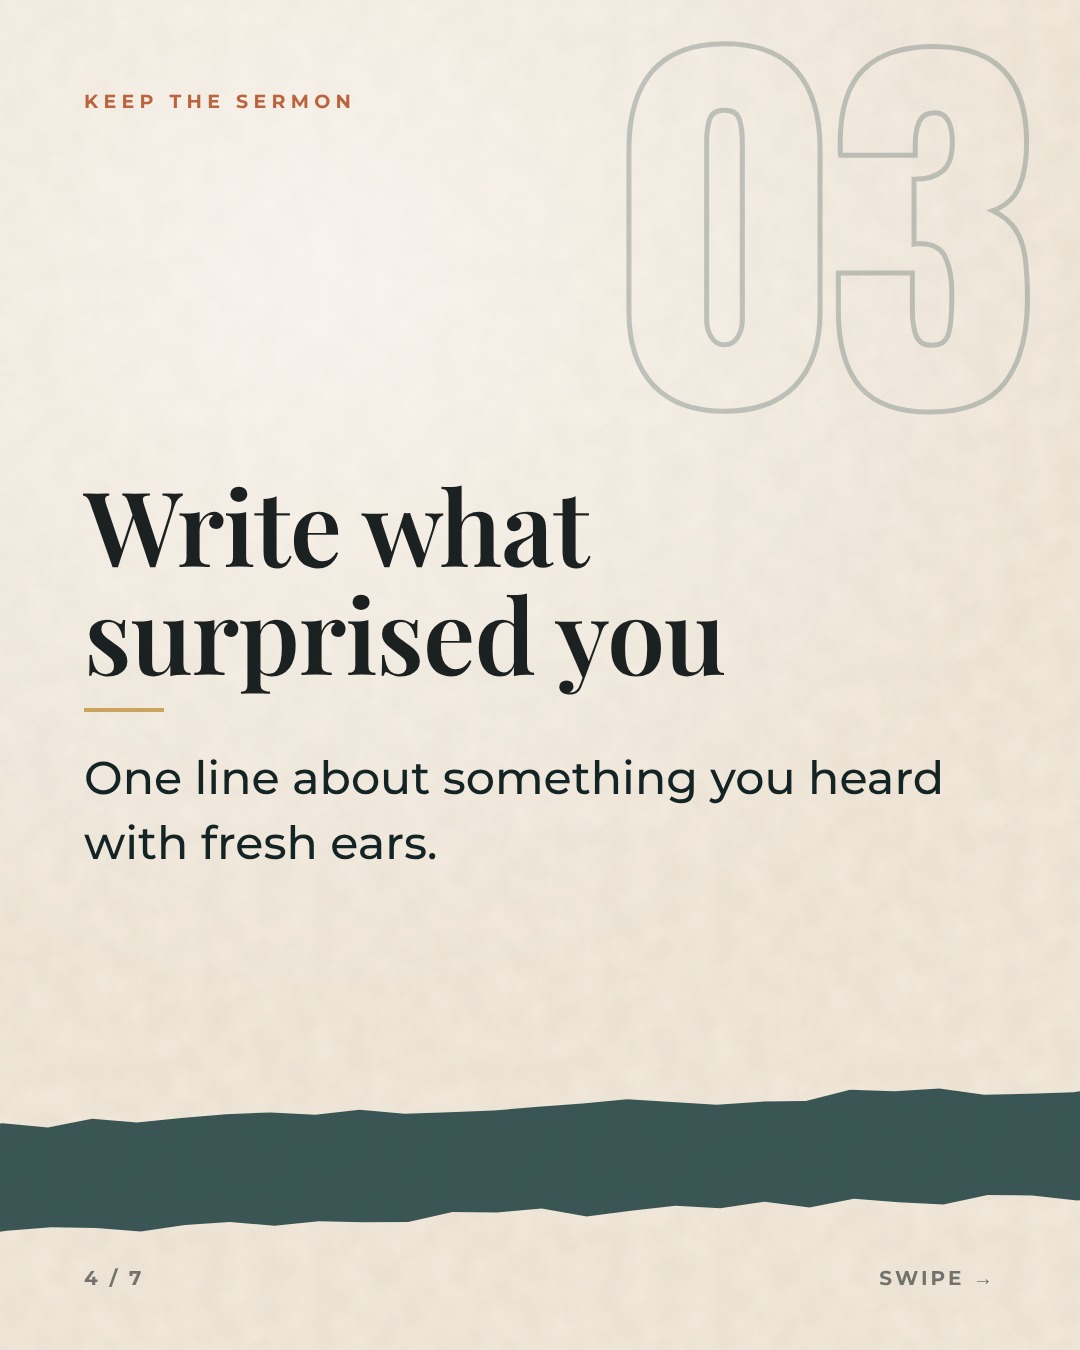 KEEP THE SERMON
03
Write what
surprised you
One line about something you heard
with fresh ears.
4 / 7
SWIPE →